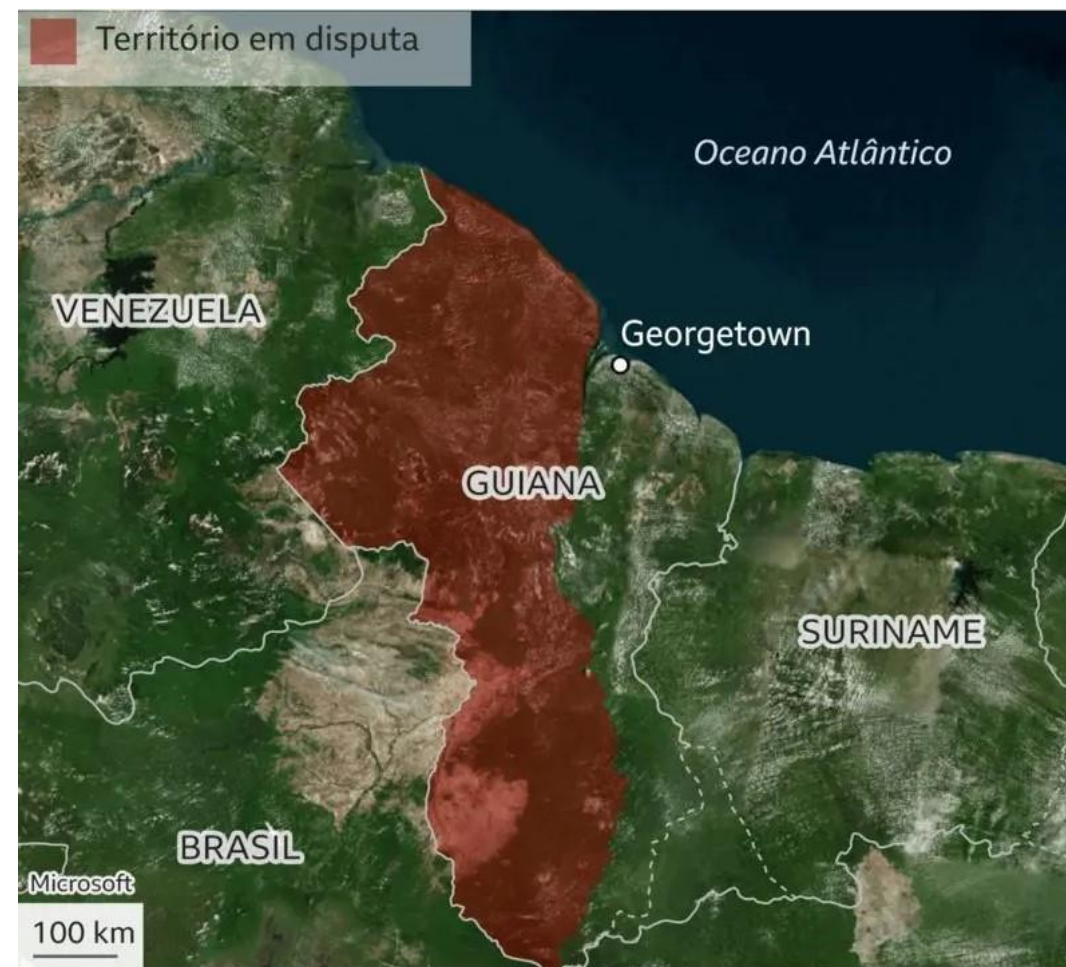 Território em disputa
Oceano Atlântico
VENEZUELA
Georgetown
GUIANA
SURINAME
BRASIL
Microsoft
100 km